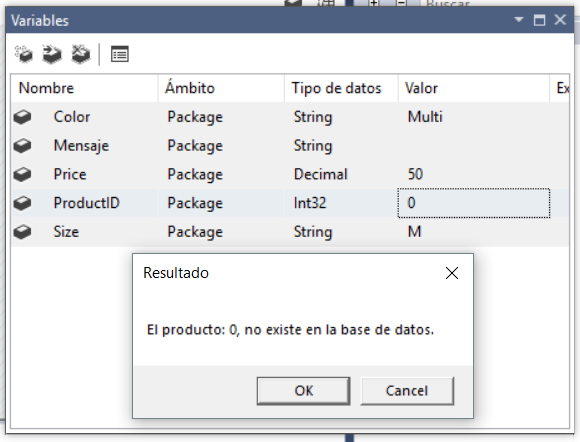 Buscar
Variables
Nombre Ámbito Tipo de datos Valor Ex
Color Package String Multi
Mensaje Package String
Price Package Decimal 50
ProductID Package Int32 0
Size Package String M
Resultado
El producto: 0, no existe en la base de datos.
OK Cancel